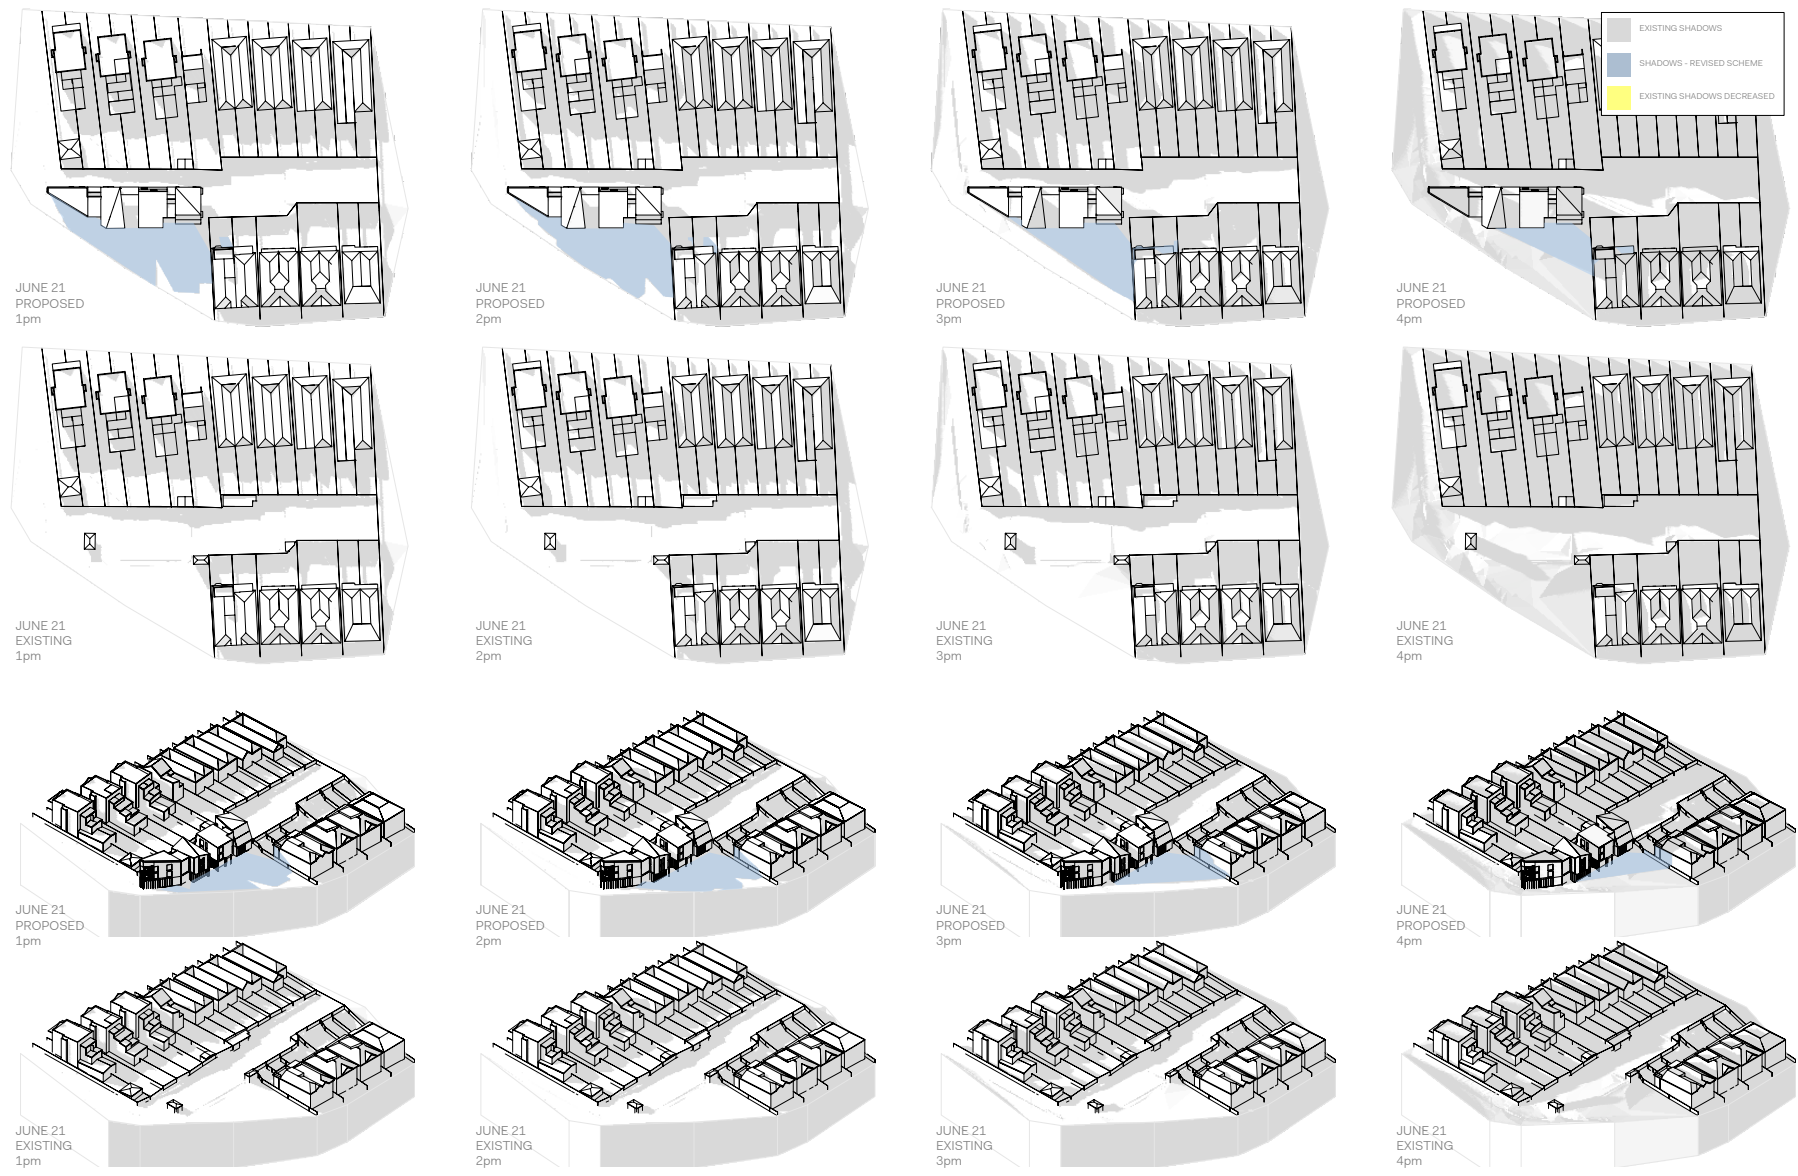 EXISTING SHADOWS
SHADOWS - REVISED SCHEME
EXISTING SHADOWS DECREASED
JUNE 21
PROPOSED
1pm
JUNE 21
PROPOSED
2pm
JUNE 21
PROPOSED
3pm
JUNE 21
PROPOSED
4pm
JUNE 21
EXISTING
1pm
JUNE 21
EXISTING
2pm
JUNE 21
EXISTING
3pm
JUNE 21
EXISTING
4pm
JUNE 21
PROPOSED
1pm
JUNE 21
PROPOSED
2pm
JUNE 21
PROPOSED
3pm
JUNE 21
PROPOSED
4pm
JUNE 21
EXISTING
1pm
JUNE 21
EXISTING
2pm
JUNE 21
EXISTING
3pm
JUNE 21
EXISTING
4pm